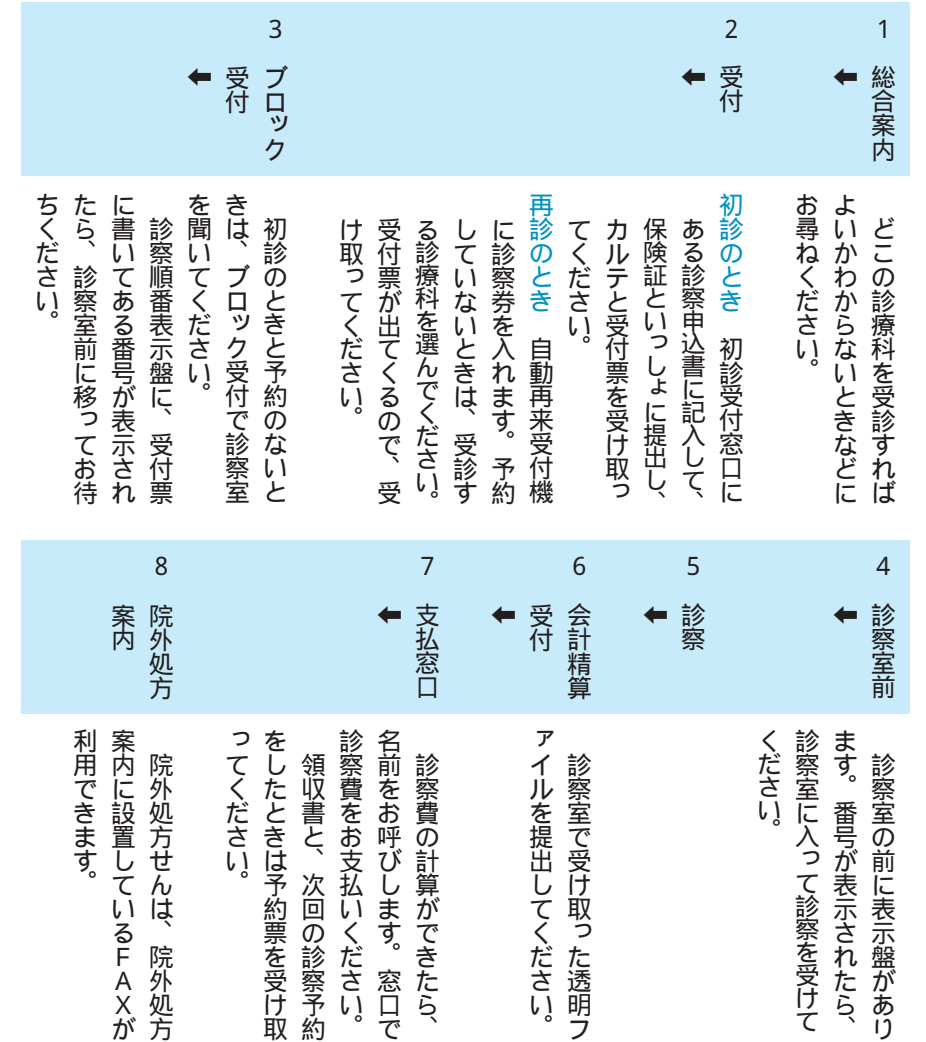 1 総合案内
⬅
どこの診療科を受診すれば
よいかわからないときなどに
お尋ねください。
2 受付
⬅
初診のとき 初診受付窓口に
ある診察申込書に記入して、
保険証といっしょに提出し、
カルテと受付票を受け取っ
てください。
再診のとき 自動再来受付機
に診察券を入れます。予約
していないときは、受診す
る診療科を選んでください。
受付票が出てくるので、受
け取ってください。
3 ブロック
受付
⬅
初診のときと予約のないと
きは、ブロック受付で診察室
を聞いてください。
診察順番表示盤に、受付票
に書いてある番号が表示され
たら、診察室前に移ってお待
ちください。
4 診察室前
⬅
診察室の前に表示盤があり
ます。番号が表示されたら、
診察室に入って診察を受けて
ください。
5 診察
⬅
6 会計精算
受付
⬅
診察室で受け取った透明フ
ァイルを提出してください。
7 支払窓口
⬅
診察費の計算ができたら、
名前をお呼びします。窓口で
診察費をお支払いください。
領収書と、次回の診察予約
をしたときは予約票を受け取
ってください。
8 院外処方
案内
院外処方せんは、院外処方
案内に設置しているFAXが
利用できます。